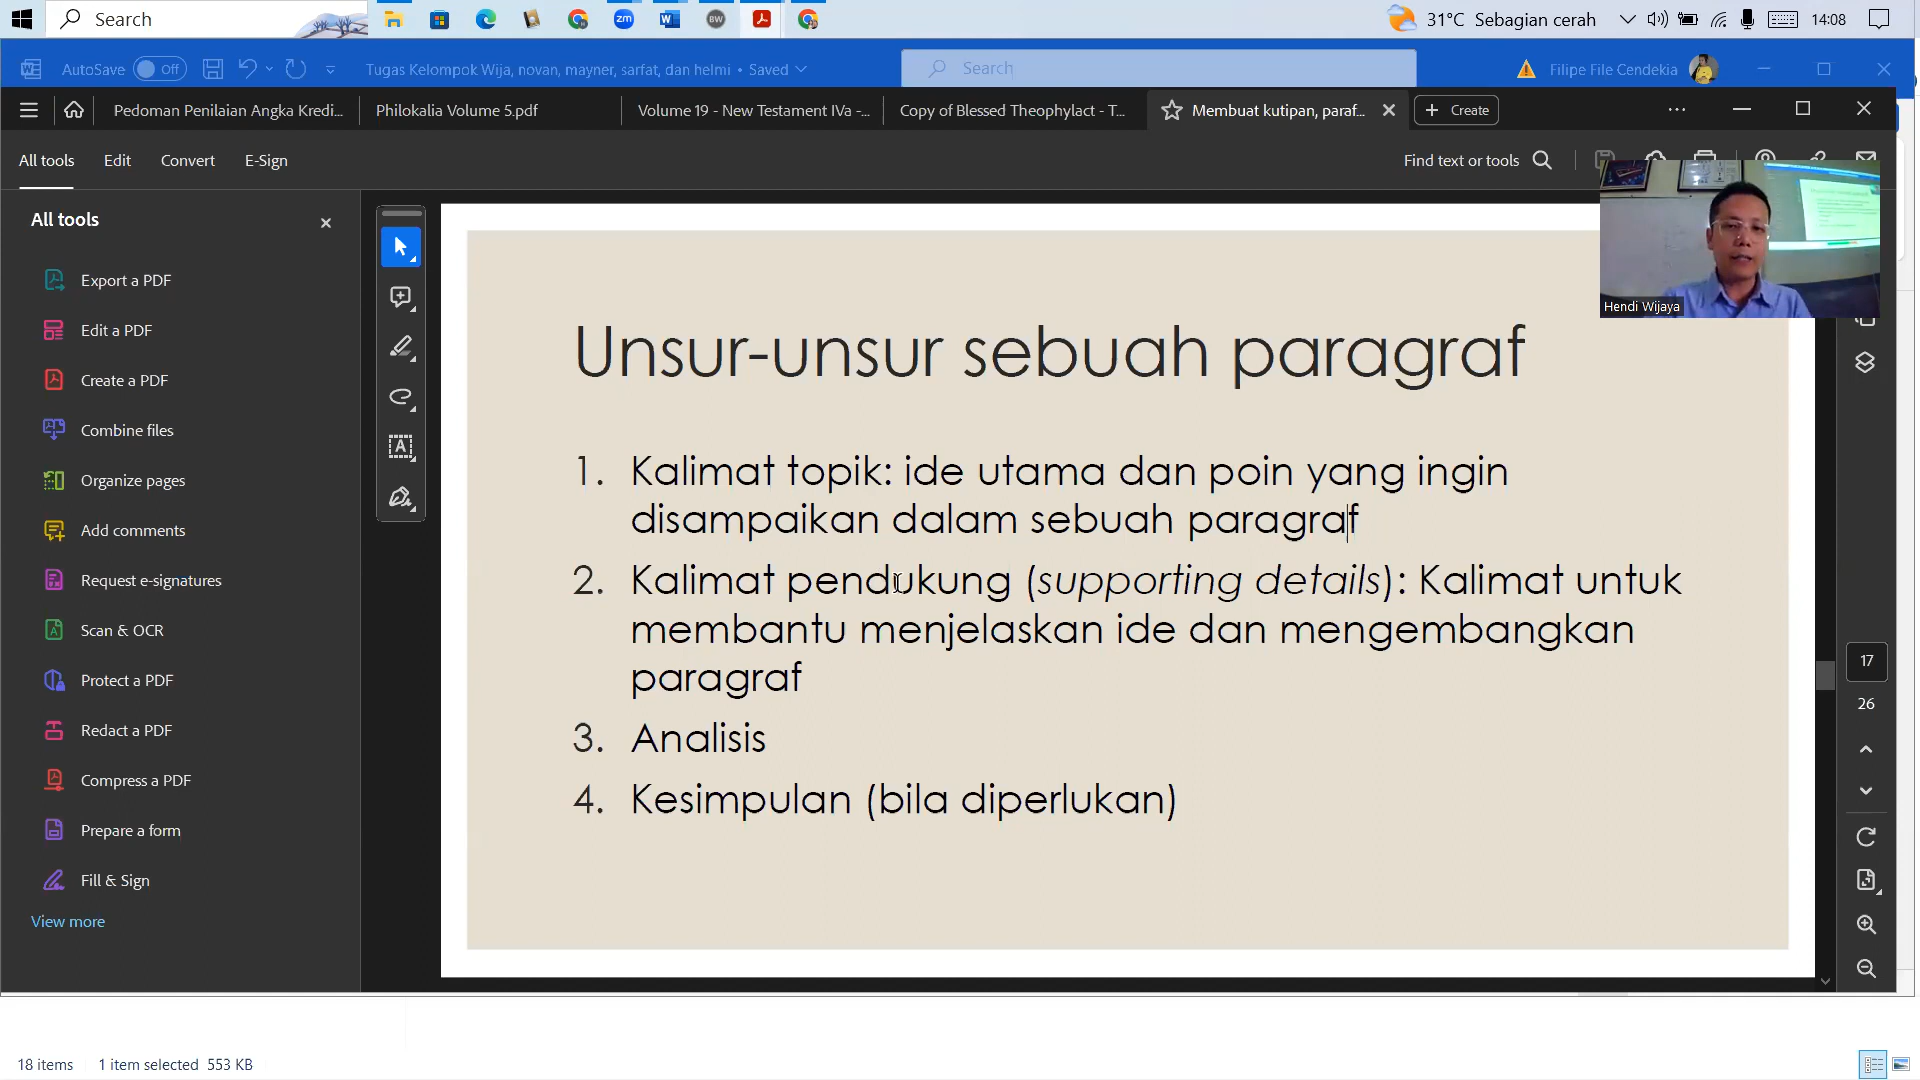 Search
31°C Sebagian cerah
14:08
AutoSave Off
Tugas Kelompok Wija, novan, mayner, sarfat, dan helmi • Saved
Search
Filipe File Cendekia
Pedoman Penilaian Angka Kredi...
Philokalia Volume 5.pdf
Volume 19 - New Testament IVa -...
Copy of Blessed Theophylact - T...
Membuat kutipan, paraf...
Create
All tools
Edit
Convert
E-Sign
Find text or tools
All tools
Export a PDF
Edit a PDF
Create a PDF
Combine files
Organize pages
Add comments
Request e-signatures
Scan & OCR
Protect a PDF
Redact a PDF
Compress a PDF
Prepare a form
Fill & Sign
View more
Hendi Wijaya
Unsur-unsur sebuah paragraf
1. Kalimat topik: ide utama dan poin yang ingin
disampaikan dalam sebuah paragraf
2. Kalimat pendukung (supporting details): Kalimat untuk
membantu menjelaskan ide dan mengembangkan
paragraf
3. Analisis
4. Kesimpulan (bila diperlukan)
17
26
18 items 1 item selected 553 KB